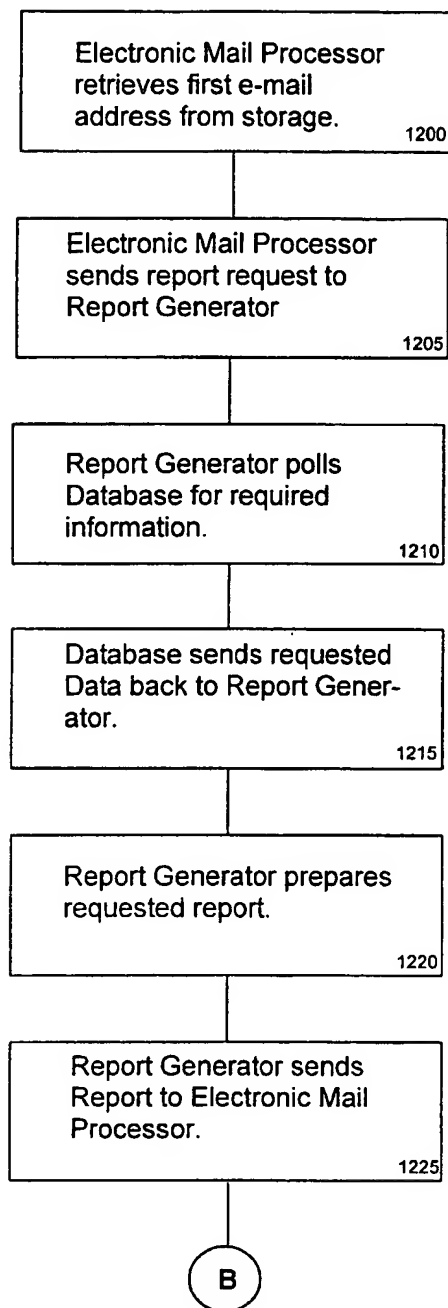 Electronic Mail Processor
retrieves first e-mail
address from storage.
1200
Electronic Mail Processor
sends report request to
Report Generator
1205
Report Generator polls
Database for required
information.
1210
Database sends requested
Data back to Report Gener-
ator.
1215
Report Generator prepares
requested report.
1220
Report Generator sends
Report to Electronic Mail
Processor.
1225
B